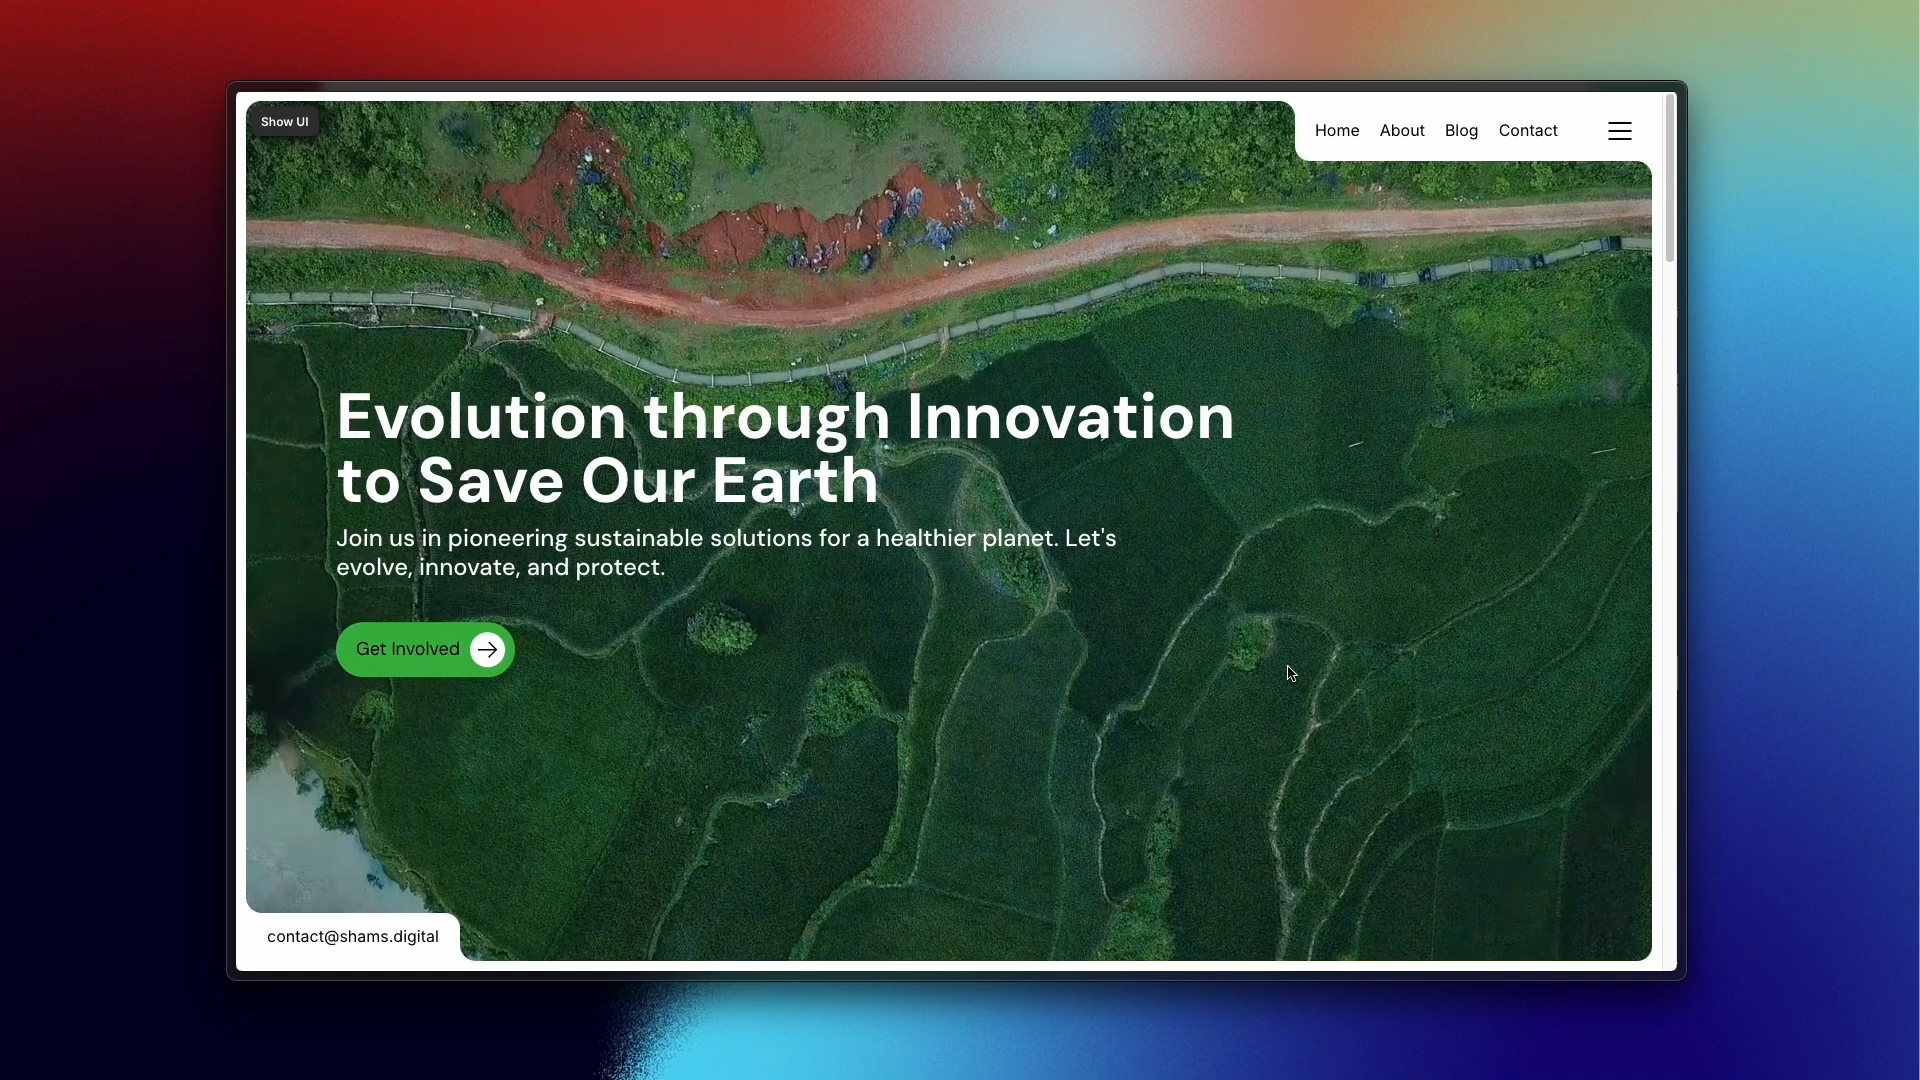 Show UI
Home About Blog Contact
Evolution through Innovation
to Save Our Earth
Join us in pioneering sustainable solutions for a healthier planet. Let's
evolve, innovate, and protect.
Get Involved
contact@shams.digital